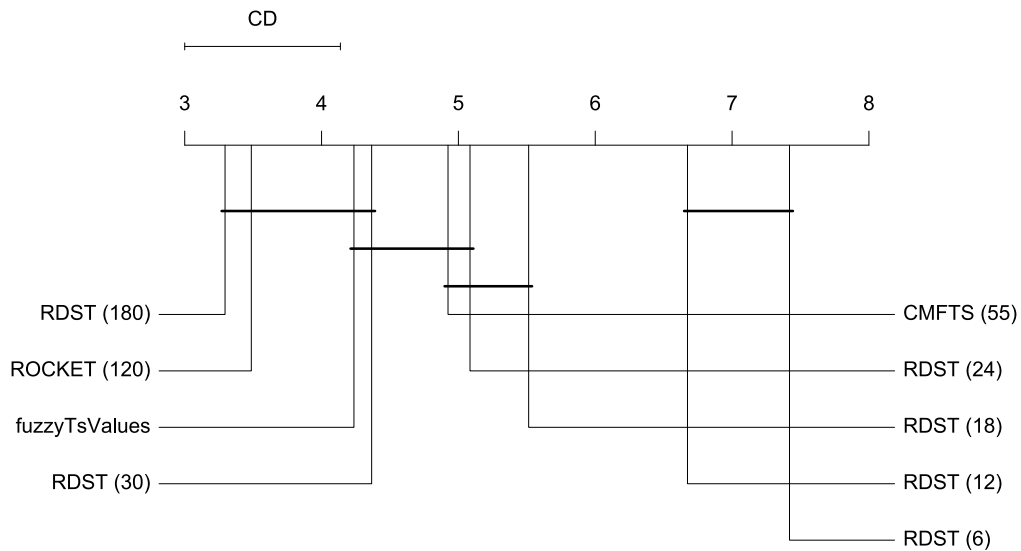 CD
3 4 5 6 7 8
RDST (180)
CMFTS (55)
ROCKET (120)
RDST (24)
fuzzyTsValues
RDST (18)
RDST (30)
RDST (12)
RDST (6)